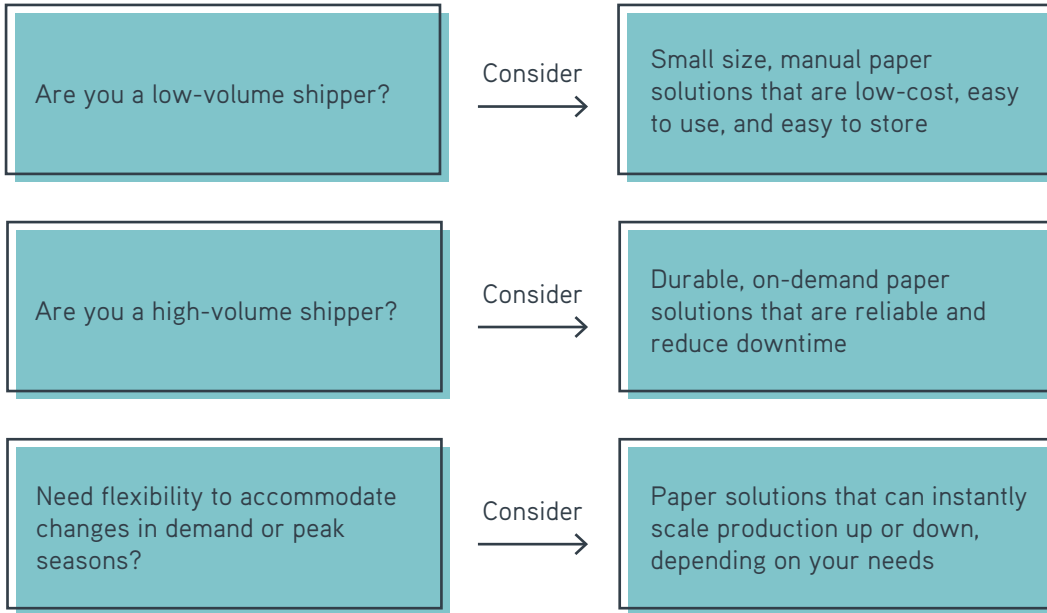 Are you a low-volume shipper?
Consider
Small size, manual paper
solutions that are low-cost, easy
to use, and easy to store
Are you a high-volume shipper?
Consider
Durable, on-demand paper
solutions that are reliable and
reduce downtime
Need flexibility to accommodate
changes in demand or peak
seasons?
Consider
Paper solutions that can instantly
scale production up or down,
depending on your needs